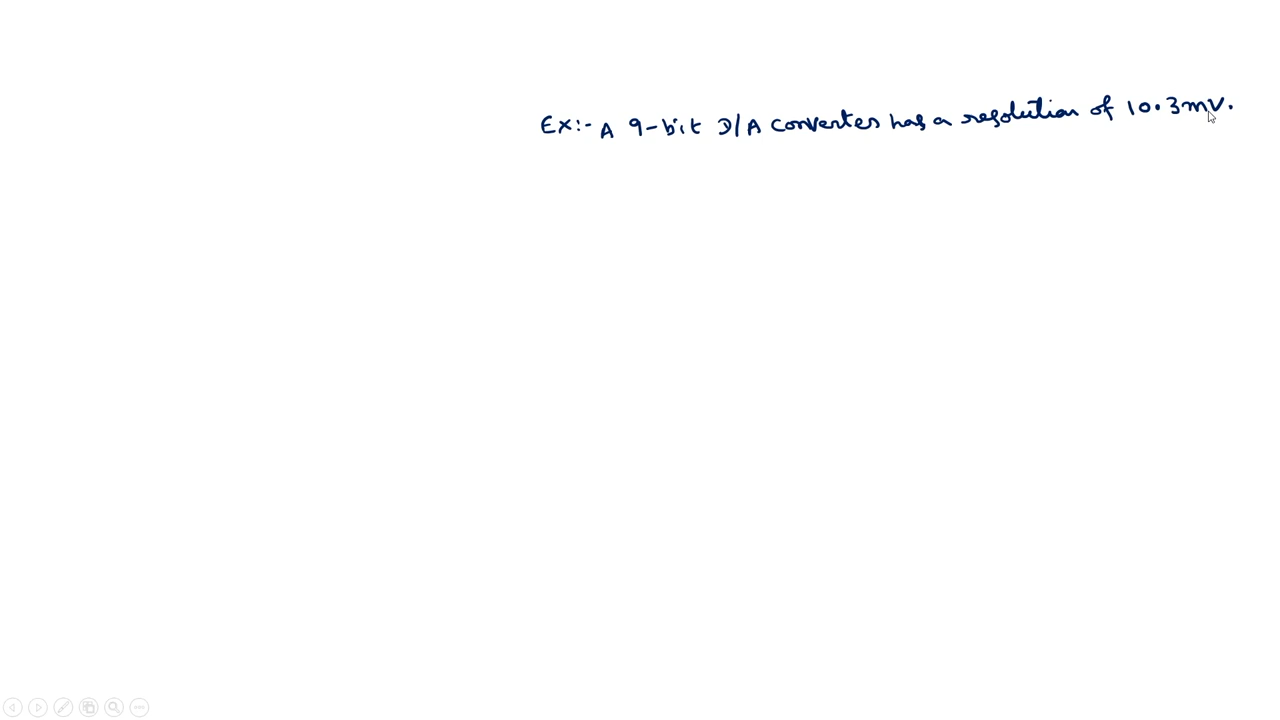 Ex:- A 9-bit D/A converter has a resolution of 10.3mV.